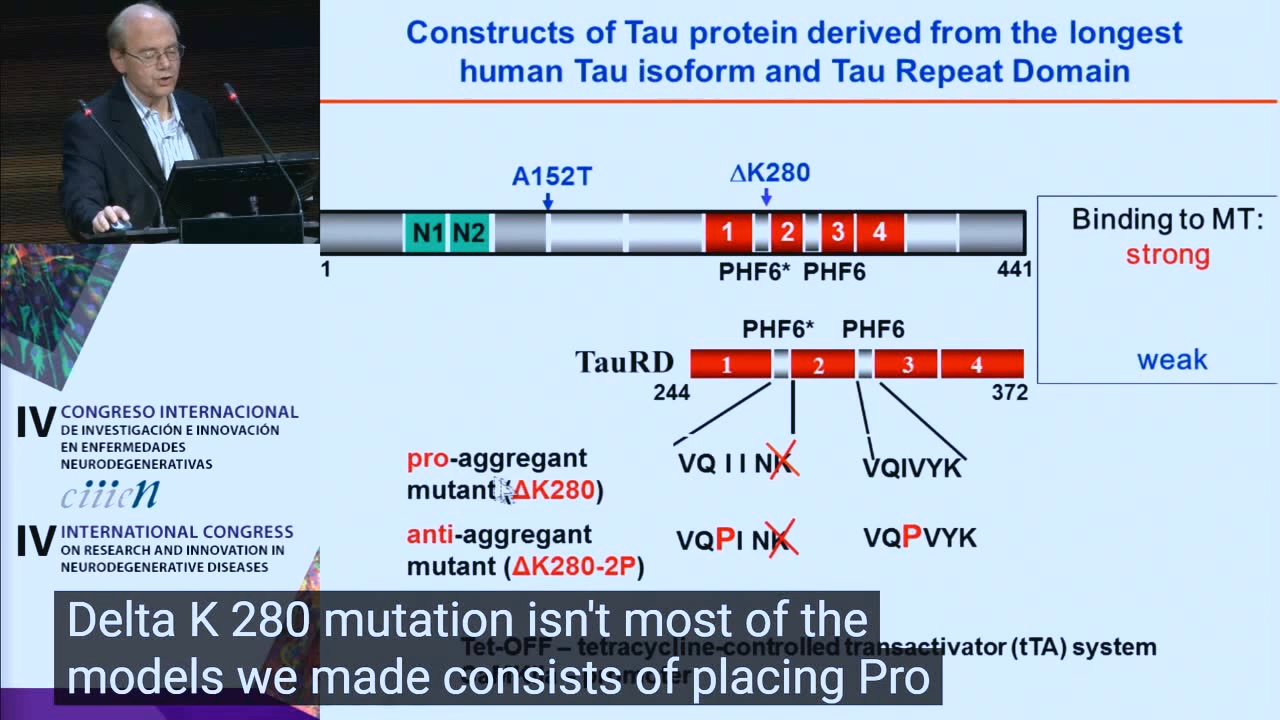 Constructs of Tau protein derived from the longest
human Tau isoform and Tau Repeat Domain
A152T
ΔK280
N1 N2 1 2 3 4
PHF6* PHF6
1 441
Binding to MT:
strong
weak
PHF6* PHF6
TauRD 1 2 3 4
244 372
pro-aggregant
mutant (ΔK280)
VQ I I NK
VQIVYK
anti-aggregant
mutant (ΔK280-2P)
VQPI NK
VQPVYK
Tet-OFF – tetracycline-controlled transactivator (tTA) system
IV CONGRESO INTERNACIONAL
DE INVESTIGACIÓN E INNOVACIÓN
EN ENFERMEDADES
NEURODEGENERATIVAS
ciiien
IV INTERNATIONAL CONGRESS
ON RESEARCH AND INNOVATION IN
NEURODEGENERATIVE DISEASES
Delta K 280 mutation isn't most of the
models we made consists of placing Pro